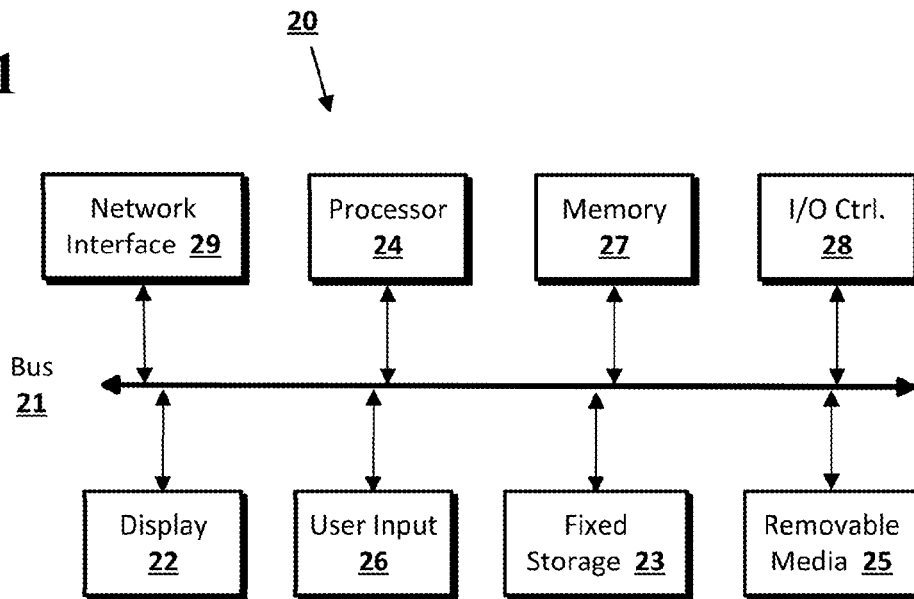 20
1
Network
Interface 29
Processor
24
Memory
27
I/O Ctrl.
28
Bus
21
Display
22
User Input
26
Fixed
Storage 23
Removable
Media 25